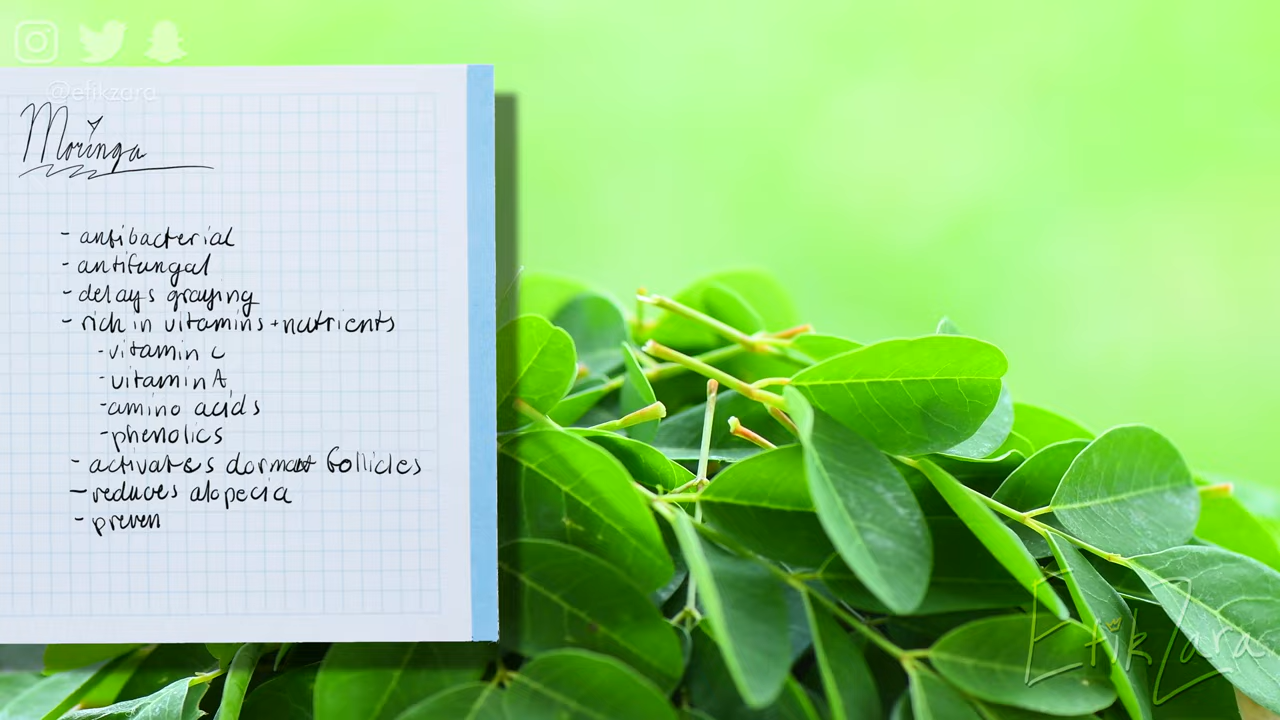 @efikzara
Moringa
- antibacterial
- antifungal
- delays graying
- rich in vitamins + nutrients
- vitamin c
- vitamin A
- amino acids
- phenolics
- activates dormant follicles
- reduces alopecia
- preven
EfikZara